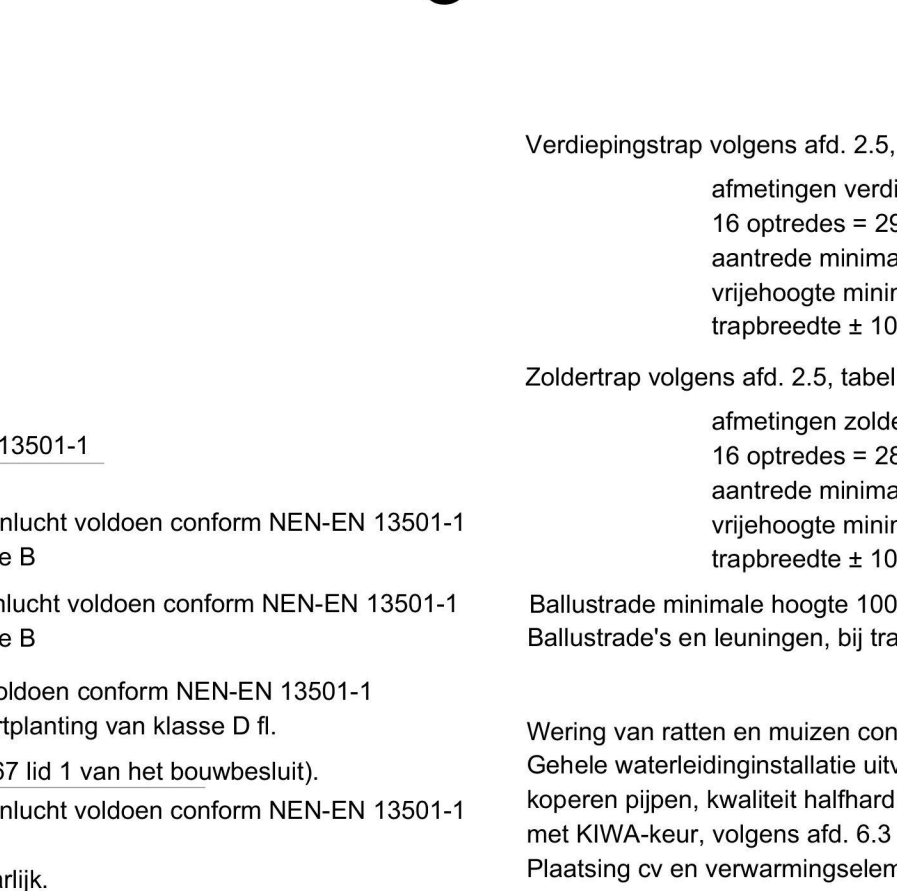 13501-1
nlucht voldoen conform NEN-EN 13501-1
e B
nlucht voldoen conform NEN-EN 13501-1
e B
oldoen conform NEN-EN 13501-1
rtplanting van klasse D fl.
67 lid 1 van het bouwbesluit).
nlucht voldoen conform NEN-EN 13501-1
rlijk.
Verdiepingstrap volgens afd. 2.5,
afmetingen verdi
16 optredes = 29
aantrede minima
vrijehoogte minir
trapbreedte ± 10
Zoldertrap volgens afd. 2.5, tabel
afmetingen zolde
16 optredes = 28
aantrede minima
vrijehoogte minir
trapbreedte ± 10
Ballustrade minimale hoogte 100
Ballustrade's en leuningen, bij tra
Wering van ratten en muizen con
Gehele waterleidinginstallatie uitv
koperen pijpen, kwaliteit halfhard
met KIWA-keur, volgens afd. 6.3
Plaatsing cv en verwarmingselem